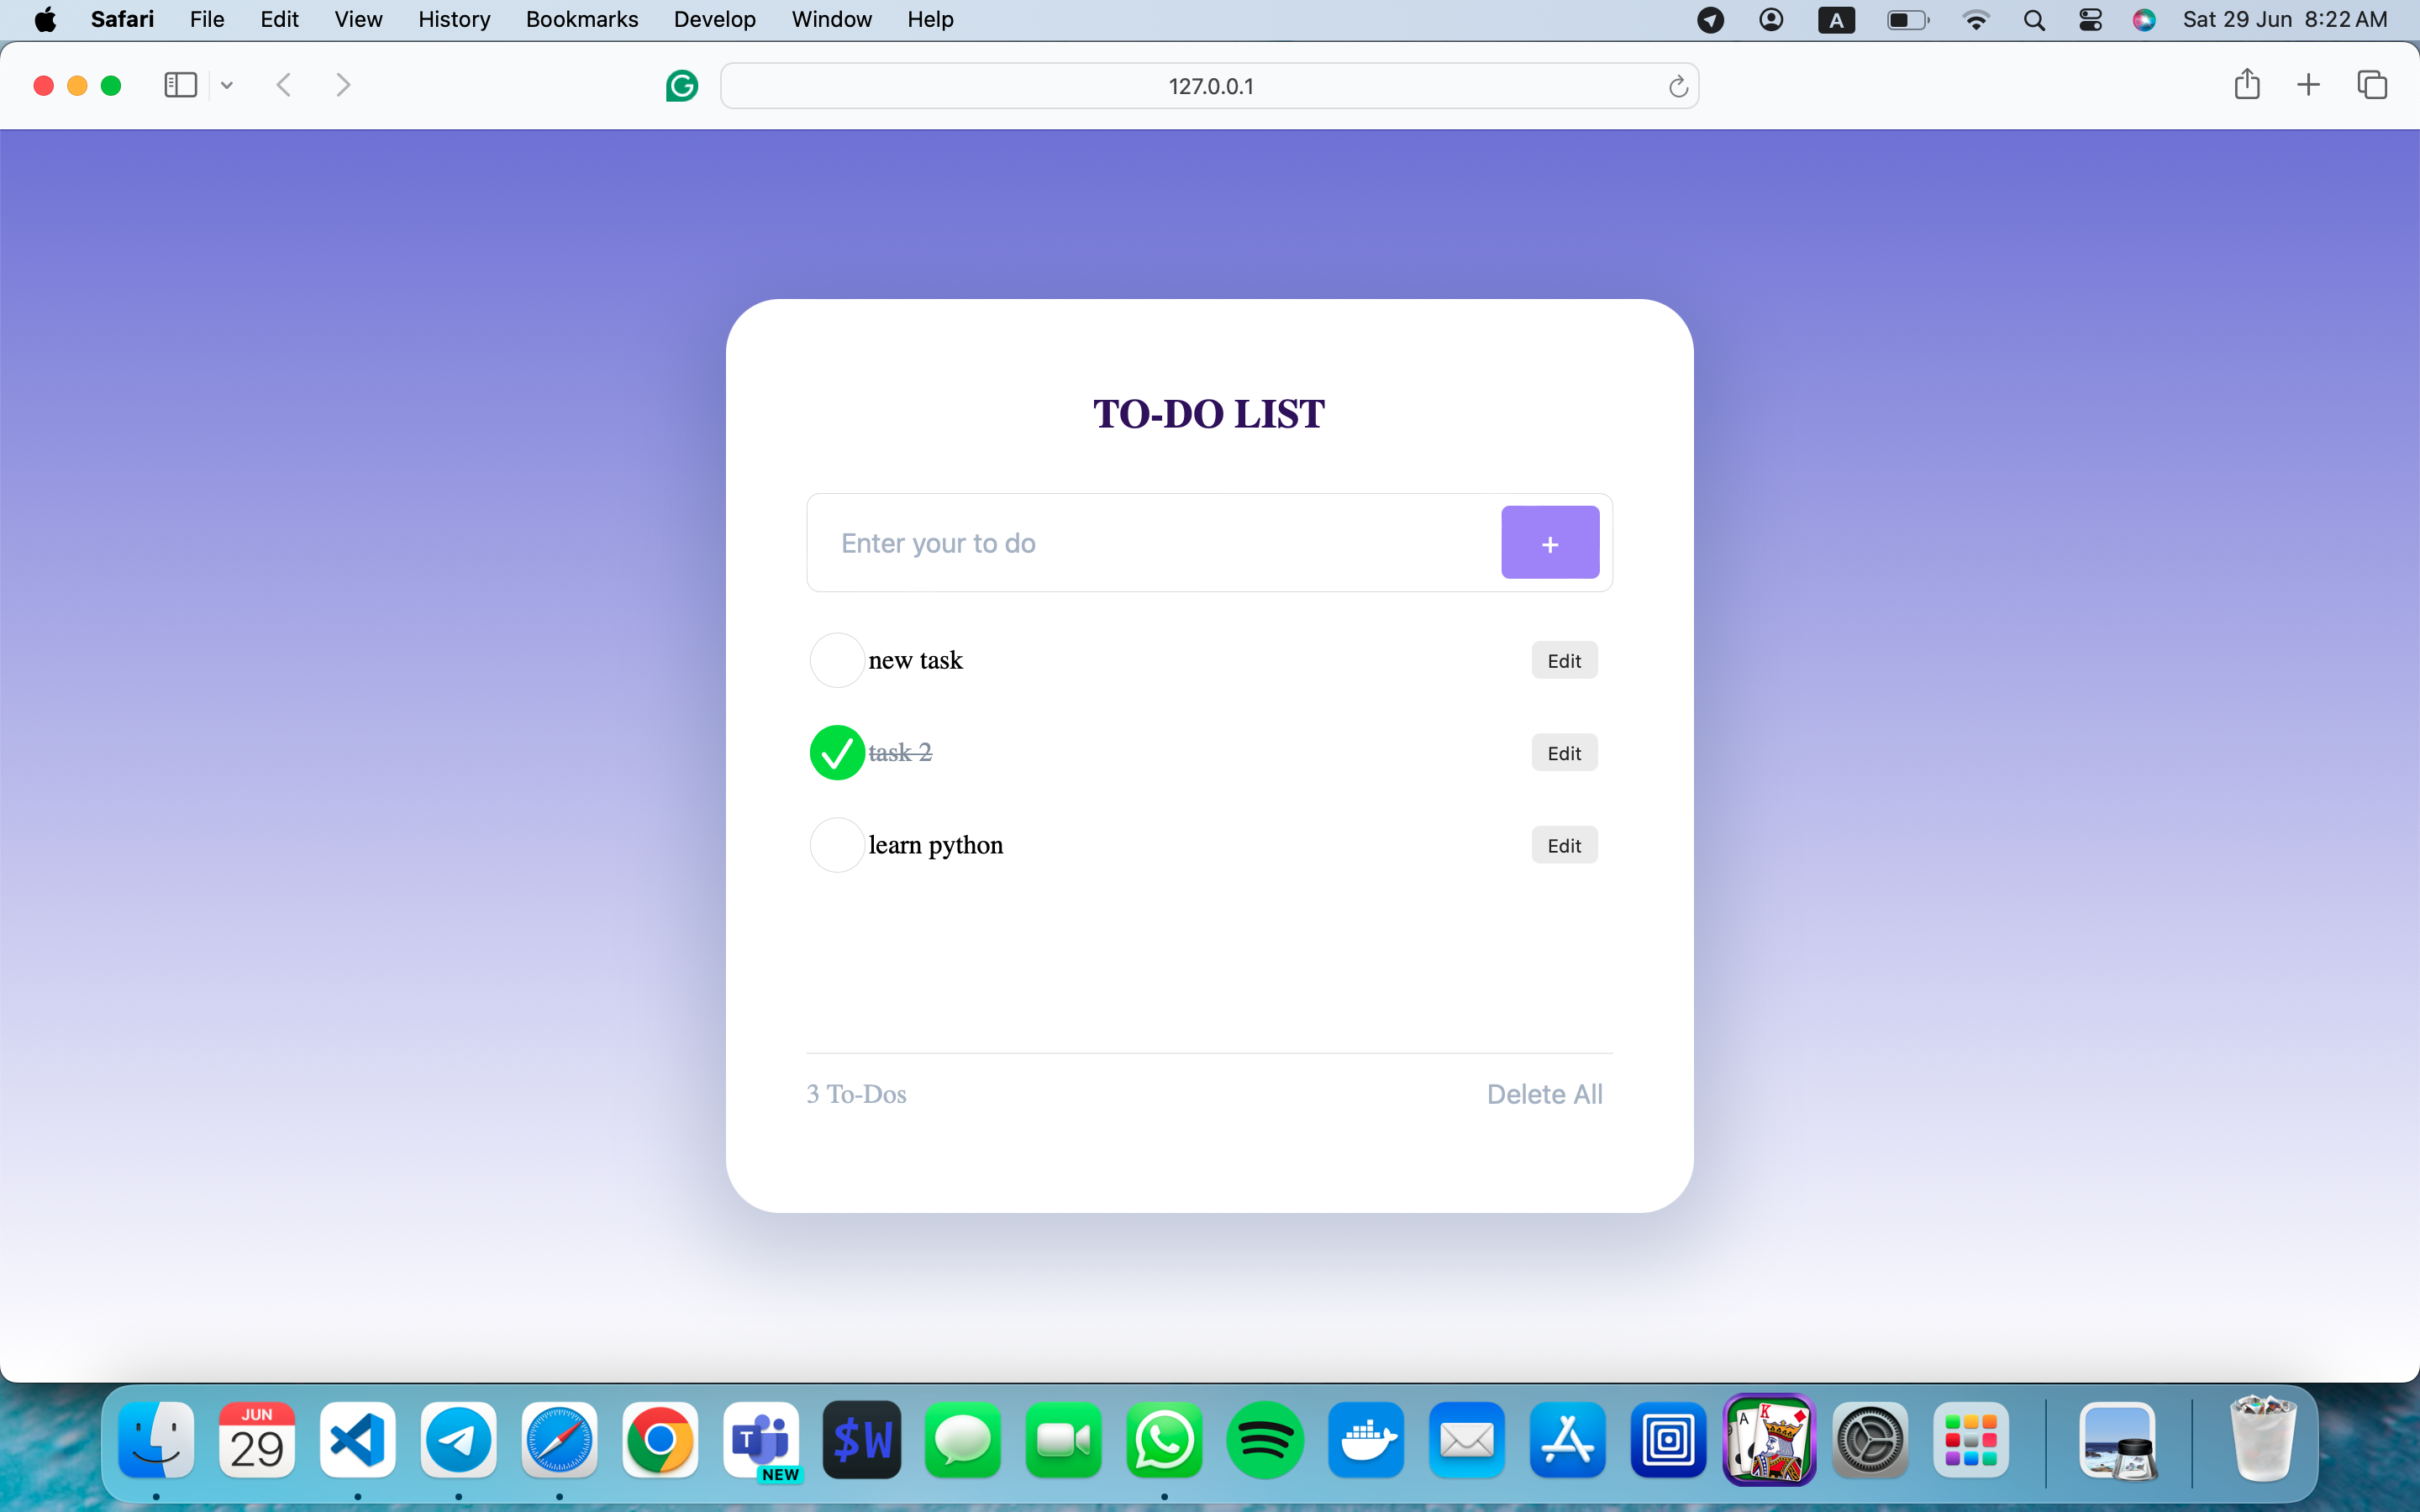 Safari File Edit View History Bookmarks Develop Window Help A Sat 29 Jun 8:22 AM
127.0.0.1
TO-DO LIST
Enter your to do +
new task Edit
task 2 Edit
learn python Edit
3 To-Dos Delete All
JUN
29 T $W A K
NEW